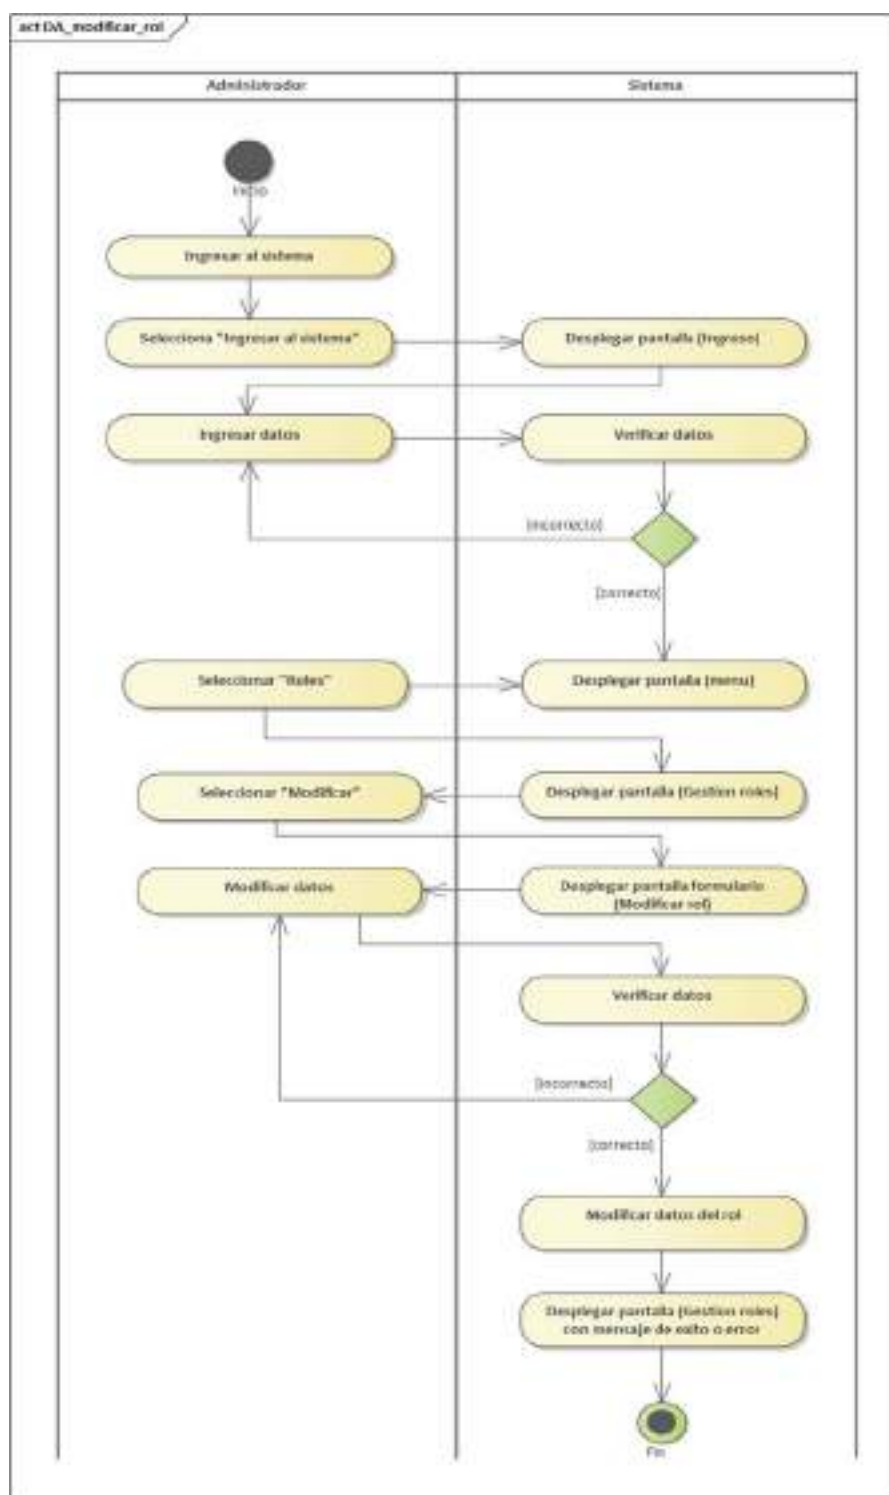 act DA_modificar_rol
Administrador
Sistema
Inicio
Ingresar al sistema
Selecciona "Ingresar al sistema"
Desplegar pantalla (Ingreso)
Ingresar datos
Verificar datos
[incorrecto]
[correcto]
Seleccionar "Roles"
Desplegar pantalla (menu)
Seleccionar "Modificar"
Desplegar pantalla (Gestion roles)
Modificar datos
Desplegar pantalla formulario
(Modificar rol)
Verificar datos
[incorrecto]
[correcto]
Modificar datos del rol
Desplegar pantalla (Gestion roles)
con mensaje de exito o error
Fin